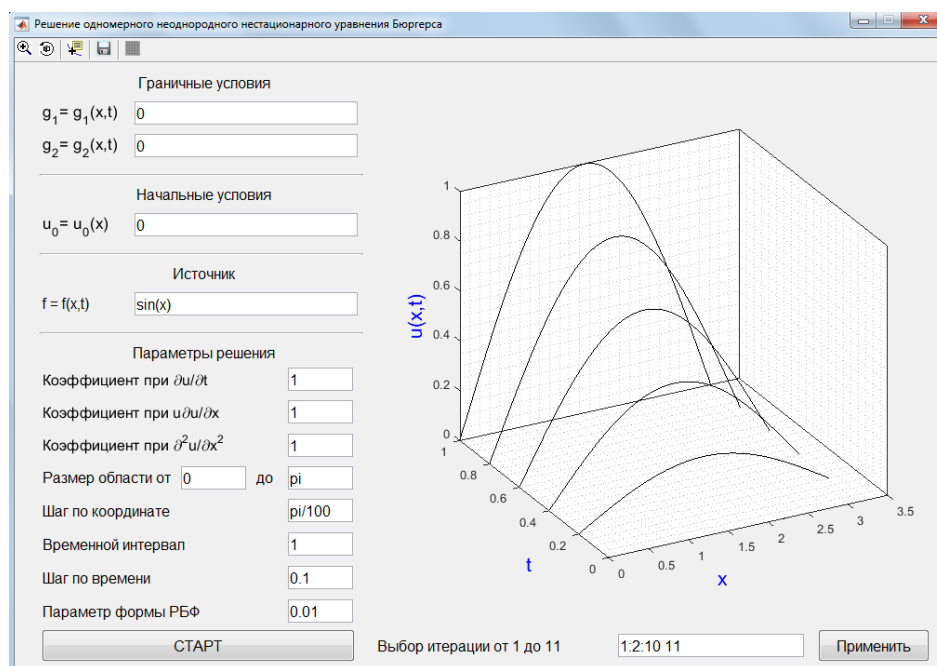 Решение одномерного неоднородного нестационарного уравнения Бюргерса
Граничные условия
g₁= g₁(x,t) 0
g₂= g₂(x,t) 0
Начальные условия
u₀= u₀(x) 0
Источник
f = f(x,t) sin(x)
Параметры решения
Коэффициент при ∂u/∂t 1
Коэффициент при u∂u/∂x 1
Коэффициент при ∂²u/∂x² 1
Размер области от 0 до pi
Шаг по координате pi/100
Временной интервал 1
Шаг по времени 0.1
Параметр формы РБФ 0.01
СТАРТ
u(x,t)
1
0.8
0.6
0.4
0.2
0
1
0.8
0.6
0.4
0.2
0
t
0
0.5
1
1.5
2
2.5
3
3.5
x
Выбор итерации от 1 до 11 1:2:10 11 Применить